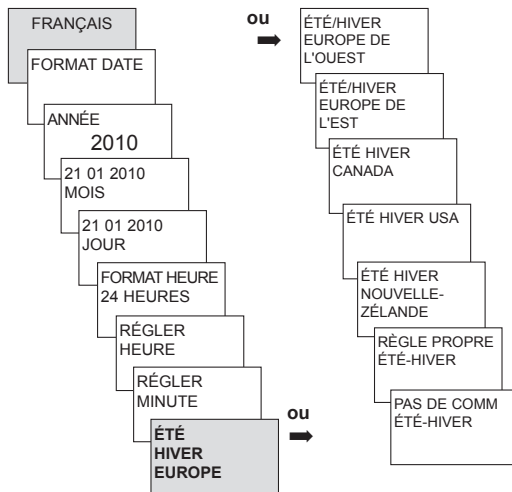 FRANÇAIS
FORMAT DATE
ANNÉE
2010
21 01 2010
MOIS
21 01 2010
JOUR
FORMAT HEURE
24 HEURES
RÉGLER
HEURE
RÉGLER
MINUTE
ÉTÉ
HIVER
EUROPE
ou
ou
ÉTÉ/HIVER
EUROPE DE
L'OUEST
ÉTÉ/HIVER
EUROPE DE
L'EST
ÉTÉ HIVER
CANADA
ÉTÉ HIVER USA
ÉTÉ HIVER
NOUVELLE-
ZÉLANDE
RÈGLE PROPRE
ÉTÉ-HIVER
PAS DE COMM
ÉTÉ-HIVER